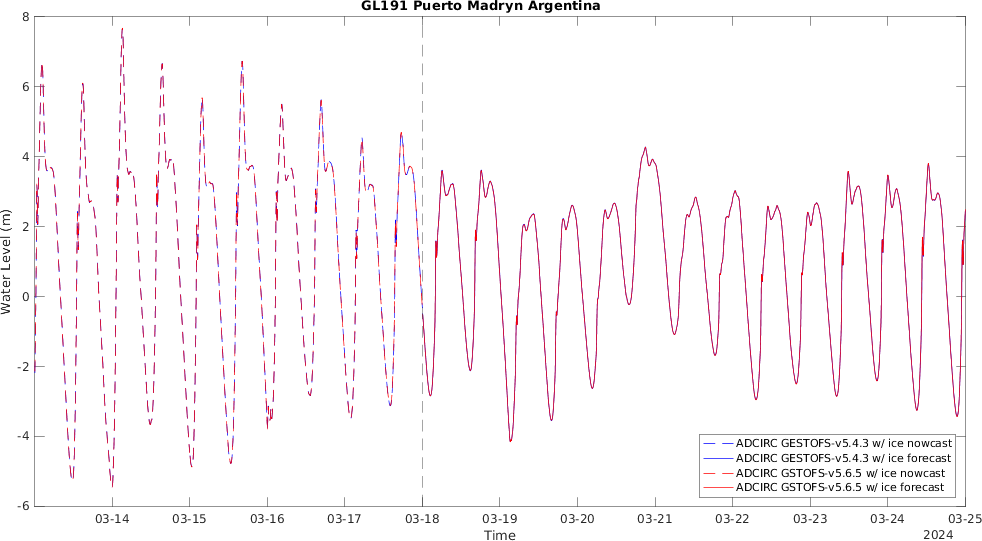 GL191 Puerto Madryn Argentina
8
6
4
2
0
-2
-4
-6
Water Level (m)
ADCIRC GESTOFS-v5.4.3 w/ ice nowcast
ADCIRC GESTOFS-v5.4.3 w/ ice forecast
ADCIRC GSTOFS-v5.6.5 w/ ice nowcast
ADCIRC GSTOFS-v5.6.5 w/ ice forecast
03-14 03-15 03-16 03-17 03-18 03-19 03-20 03-21 03-22 03-23 03-24 03-25
Time
2024